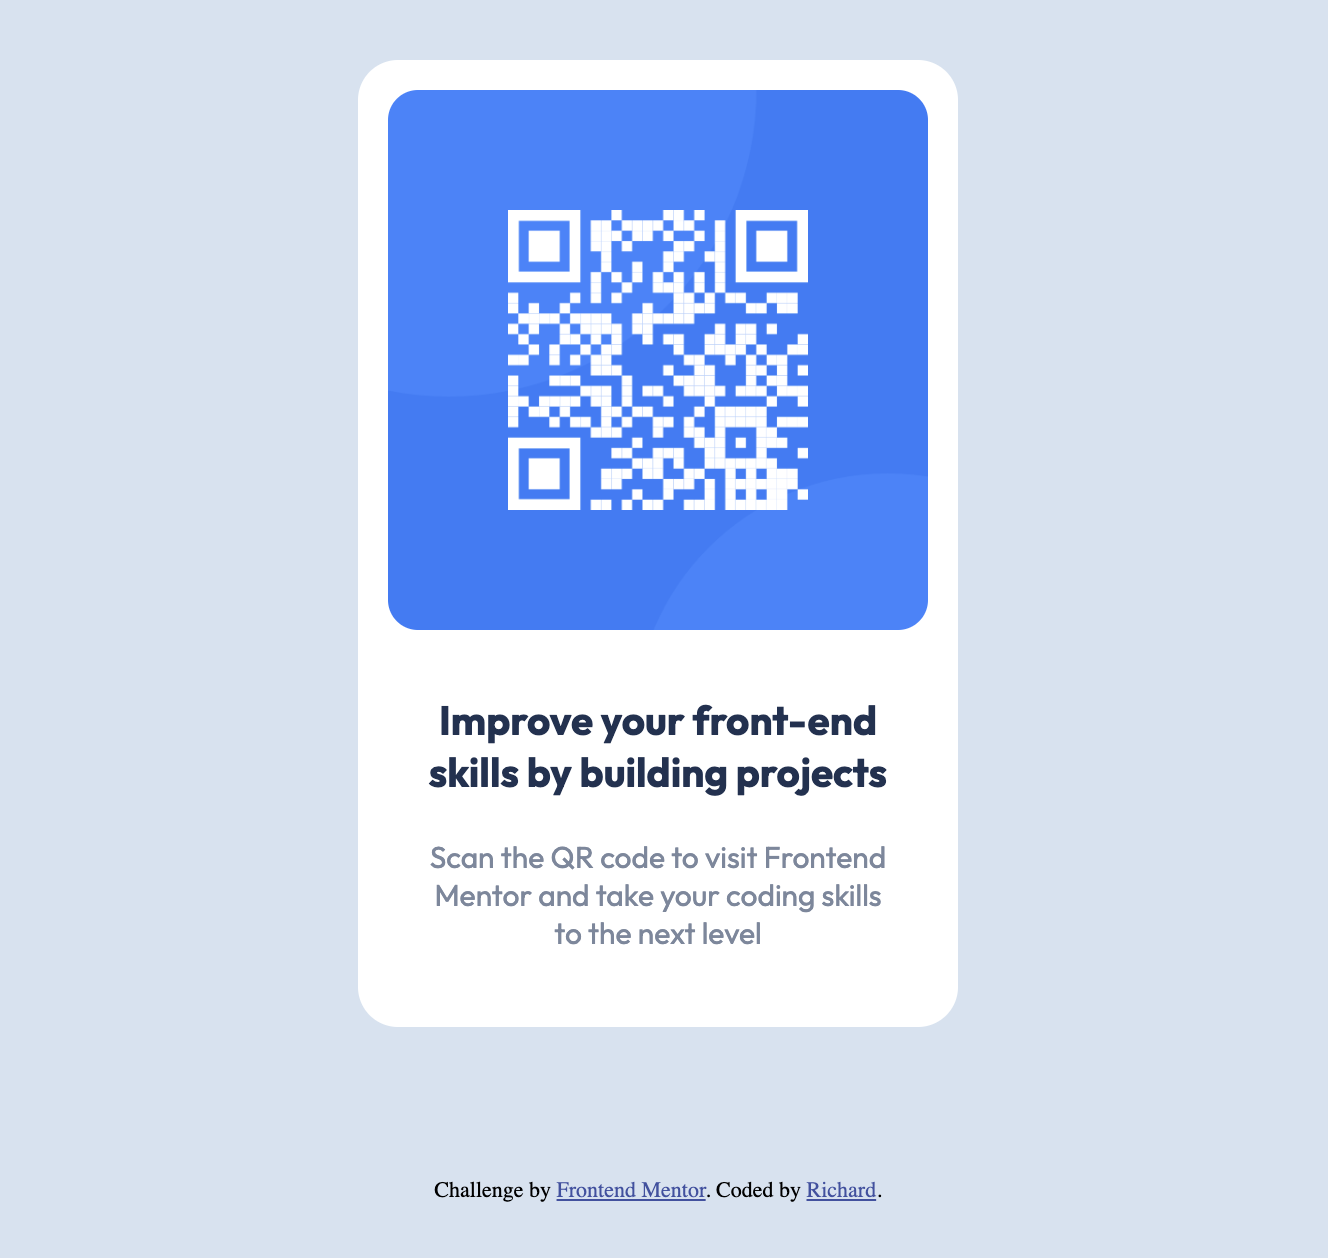 Improve your front-end
skills by building projects
Scan the QR code to visit Frontend
Mentor and take your coding skills
to the next level
Challenge by Frontend Mentor. Coded by Richard.